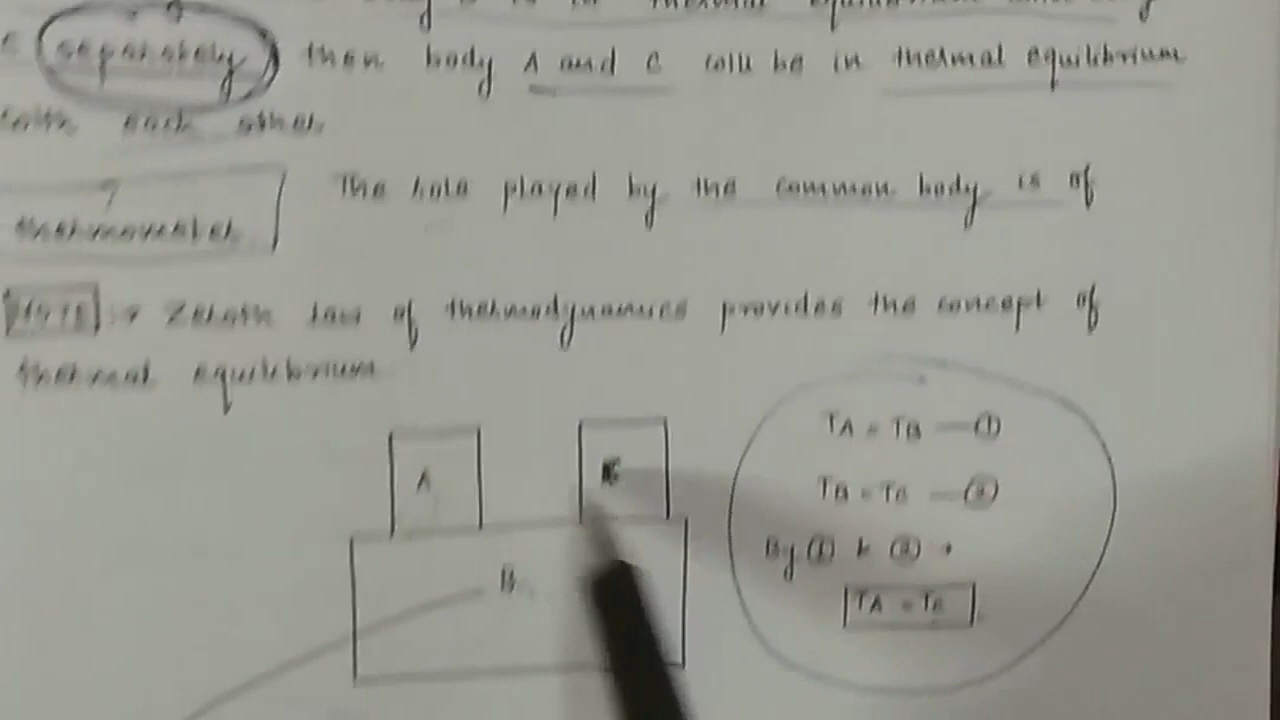 thermal equilibrium
C separately then body A and C will be in thermal equilibrium
with each other
The role played by the common body is of
thermometer
Zeroth law of thermodynamics provides the concept of
thermal equilibrium
A
C
B
TA = TB — (1)
TB = TC — (2)
By (1) & (2) →
TA = TC